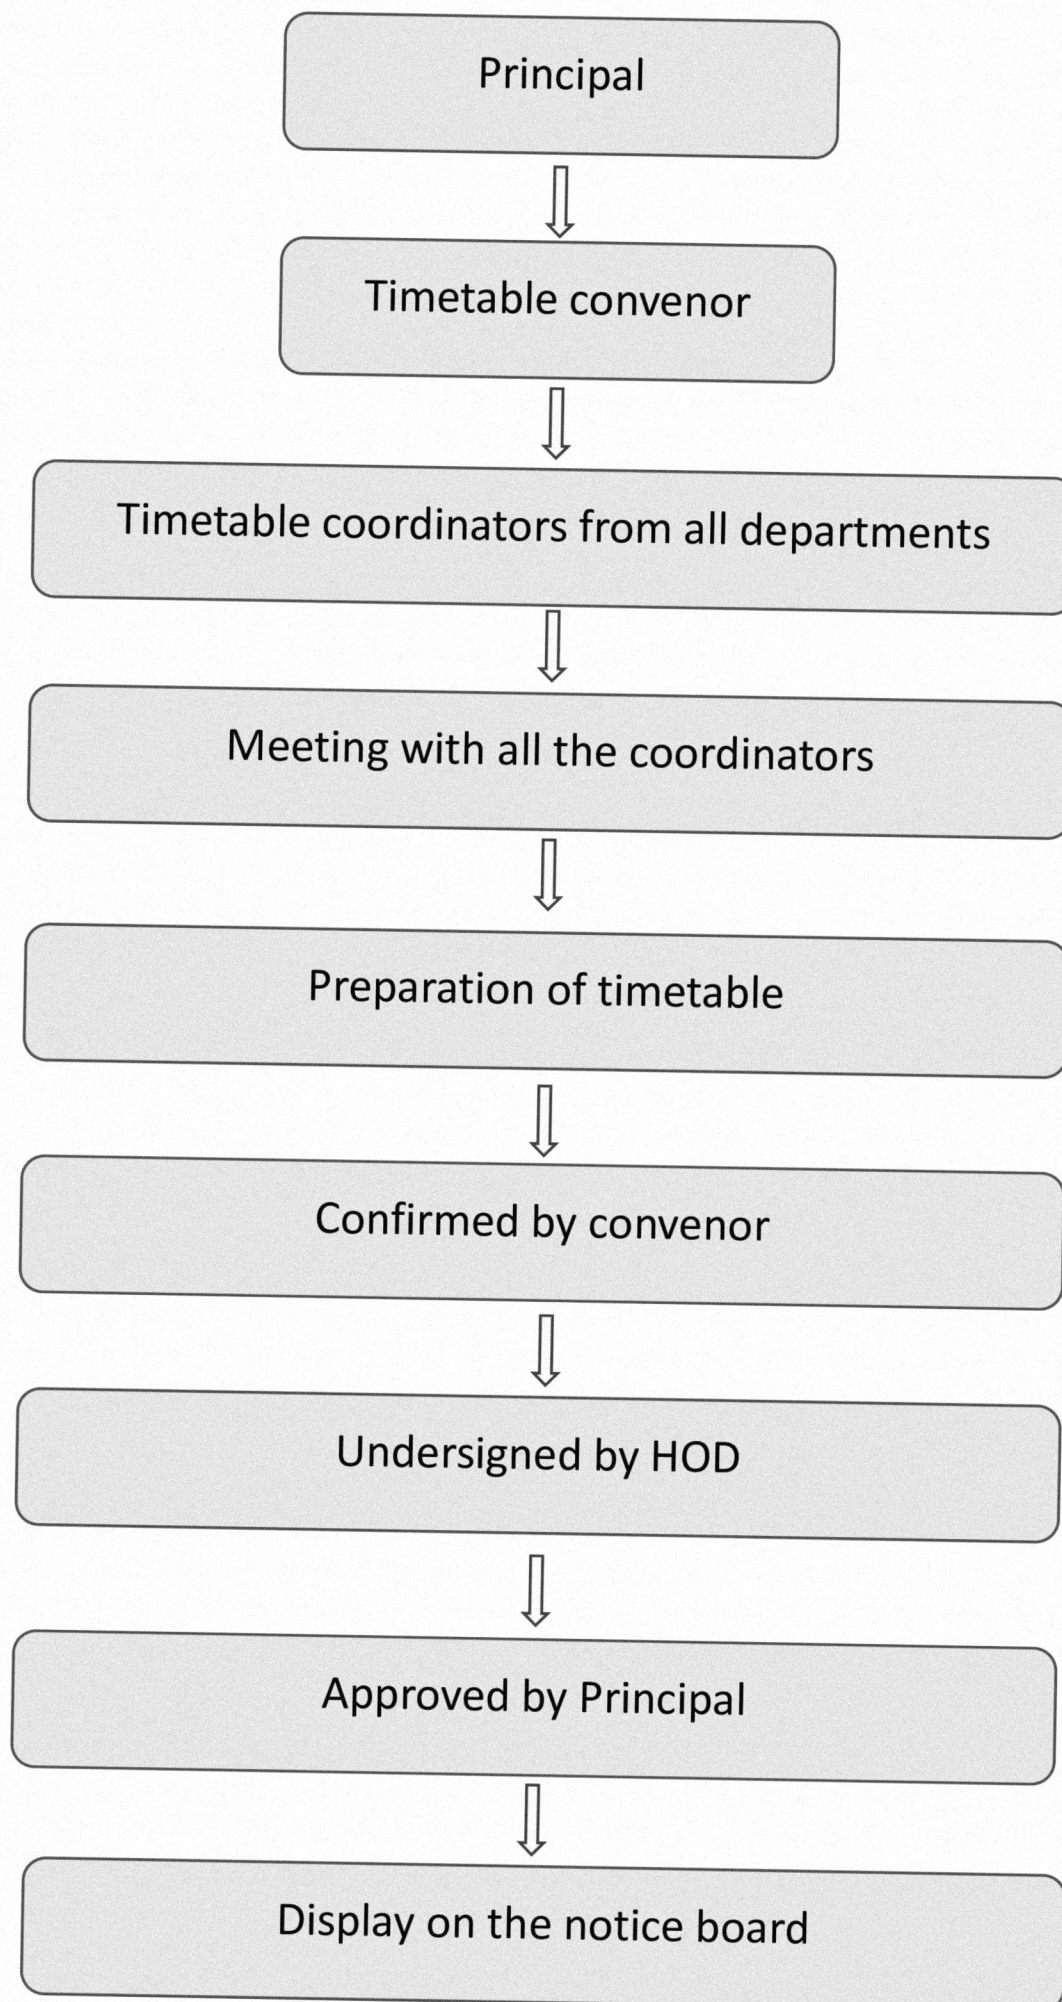 Principal
Timetable convenor
Timetable coordinators from all departments
Meeting with all the coordinators
Preparation of timetable
Confirmed by convenor
Undersigned by HOD
Approved by Principal
Display on the notice board